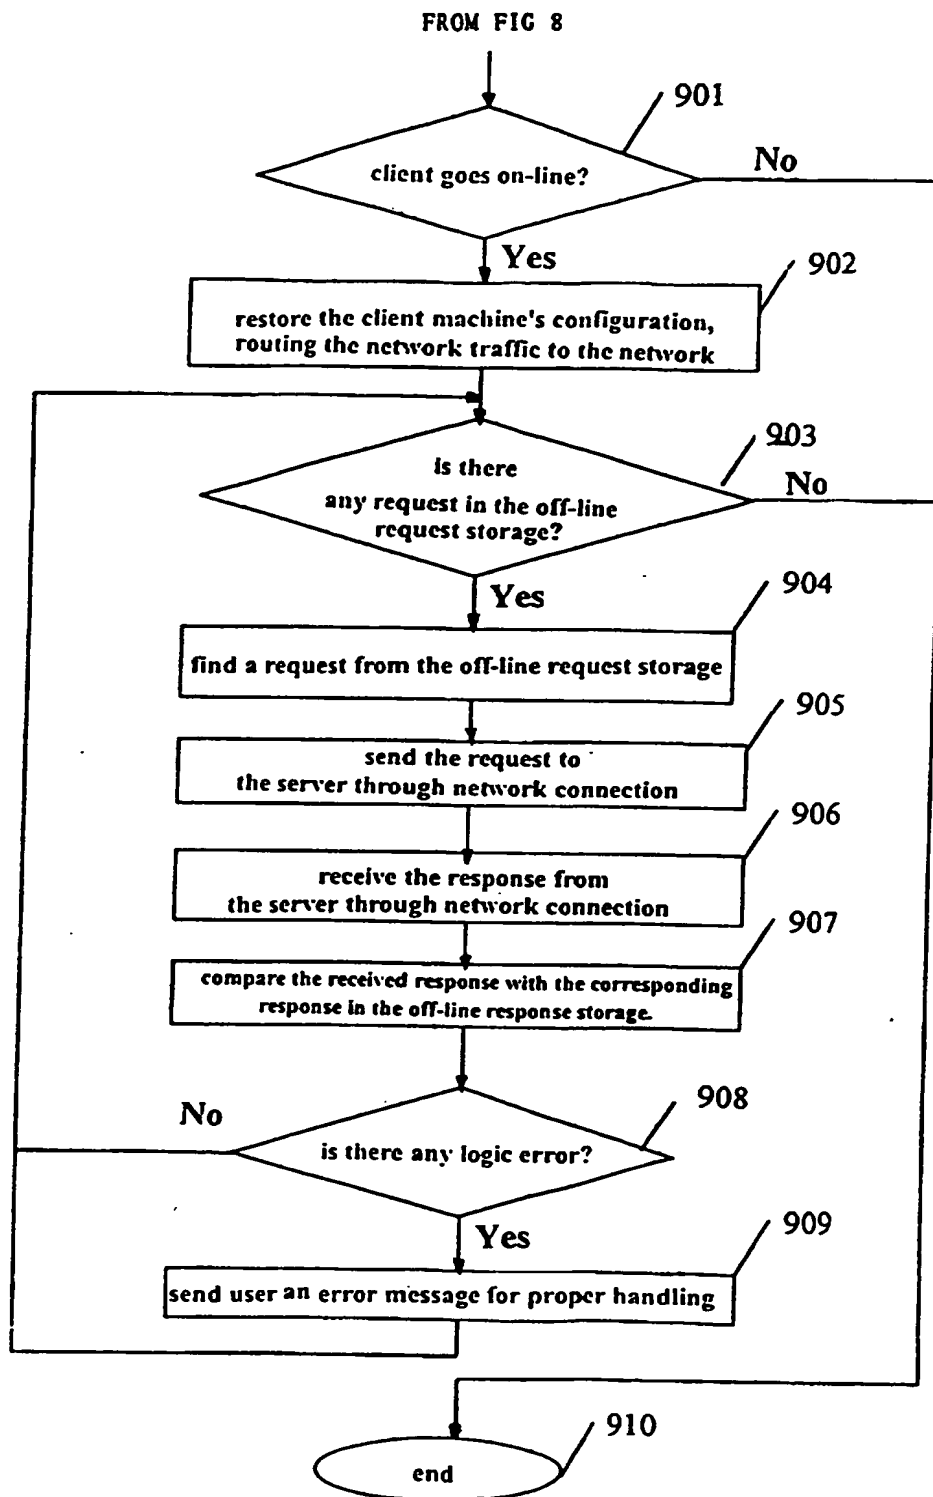 FROM FIG 8
901
client goes on-line?
No
Yes
902
restore the client machine's configuration,
routing the network traffic to the network
903
is there
any request in the off-line
request storage?
No
Yes
904
find a request from the off-line request storage
905
send the request to
the server through network connection
906
receive the response from
the server through network connection
907
compare the received response with the corresponding
response in the off-line response storage.
No
908
is there any logic error?
Yes
909
send user an error message for proper handling
910
end